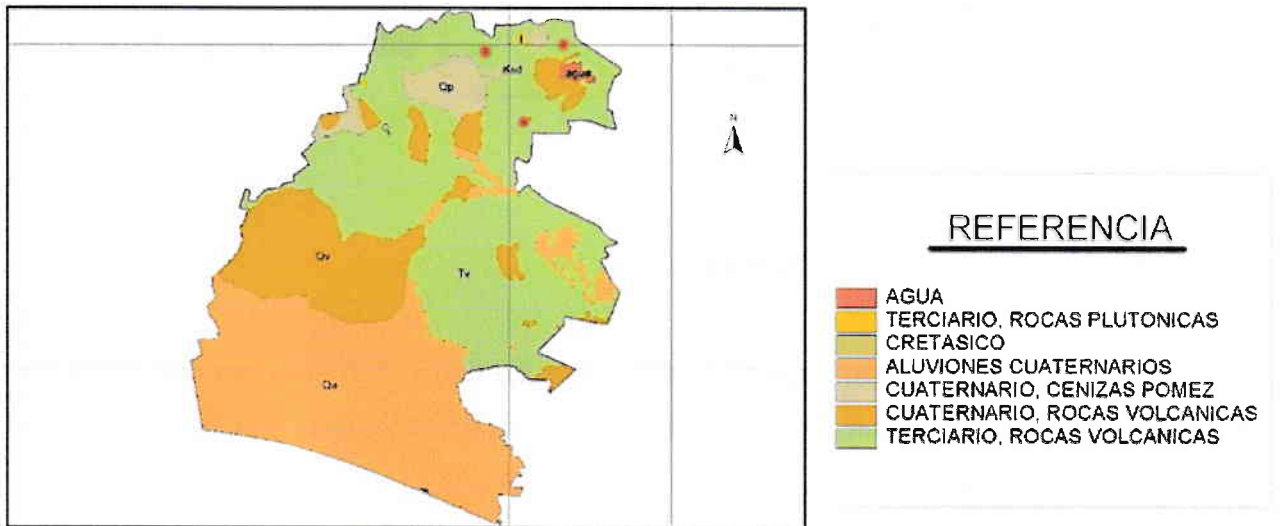 N
Qp
Ksd
agua
Qv
Tv
Qa
REFERENCIA
AGUA
TERCIARIO, ROCAS PLUTONICAS
CRETASICO
ALUVIONES CUATERNARIOS
CUATERNARIO, CENIZAS POMEZ
CUATERNARIO, ROCAS VOLCANICAS
TERCIARIO, ROCAS VOLCANICAS